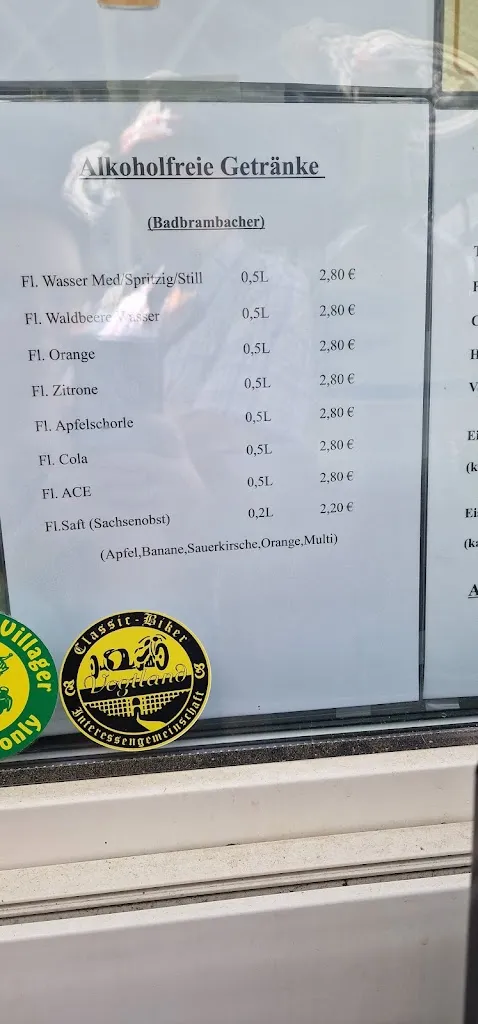 Alkoholfreie Getränke
(Badbrambacher)
Fl. Wasser Med/Spritzig/Still 0,5L 2,80 €
Fl. Waldbeere Wasser 0,5L 2,80 €
Fl. Orange 0,5L 2,80 €
Fl. Zitrone 0,5L 2,80 €
Fl. Apfelschorle 0,5L 2,80 €
Fl. Cola 0,5L 2,80 €
Fl. ACE 0,5L 2,80 €
Fl.Saft (Sachsenobst) 0,2L 2,20 €
(Apfel,Banane,Sauerkirsche,Orange,Multi)
Villager
only
Classic-Biker
Vogtland
Interessengemeinschaft